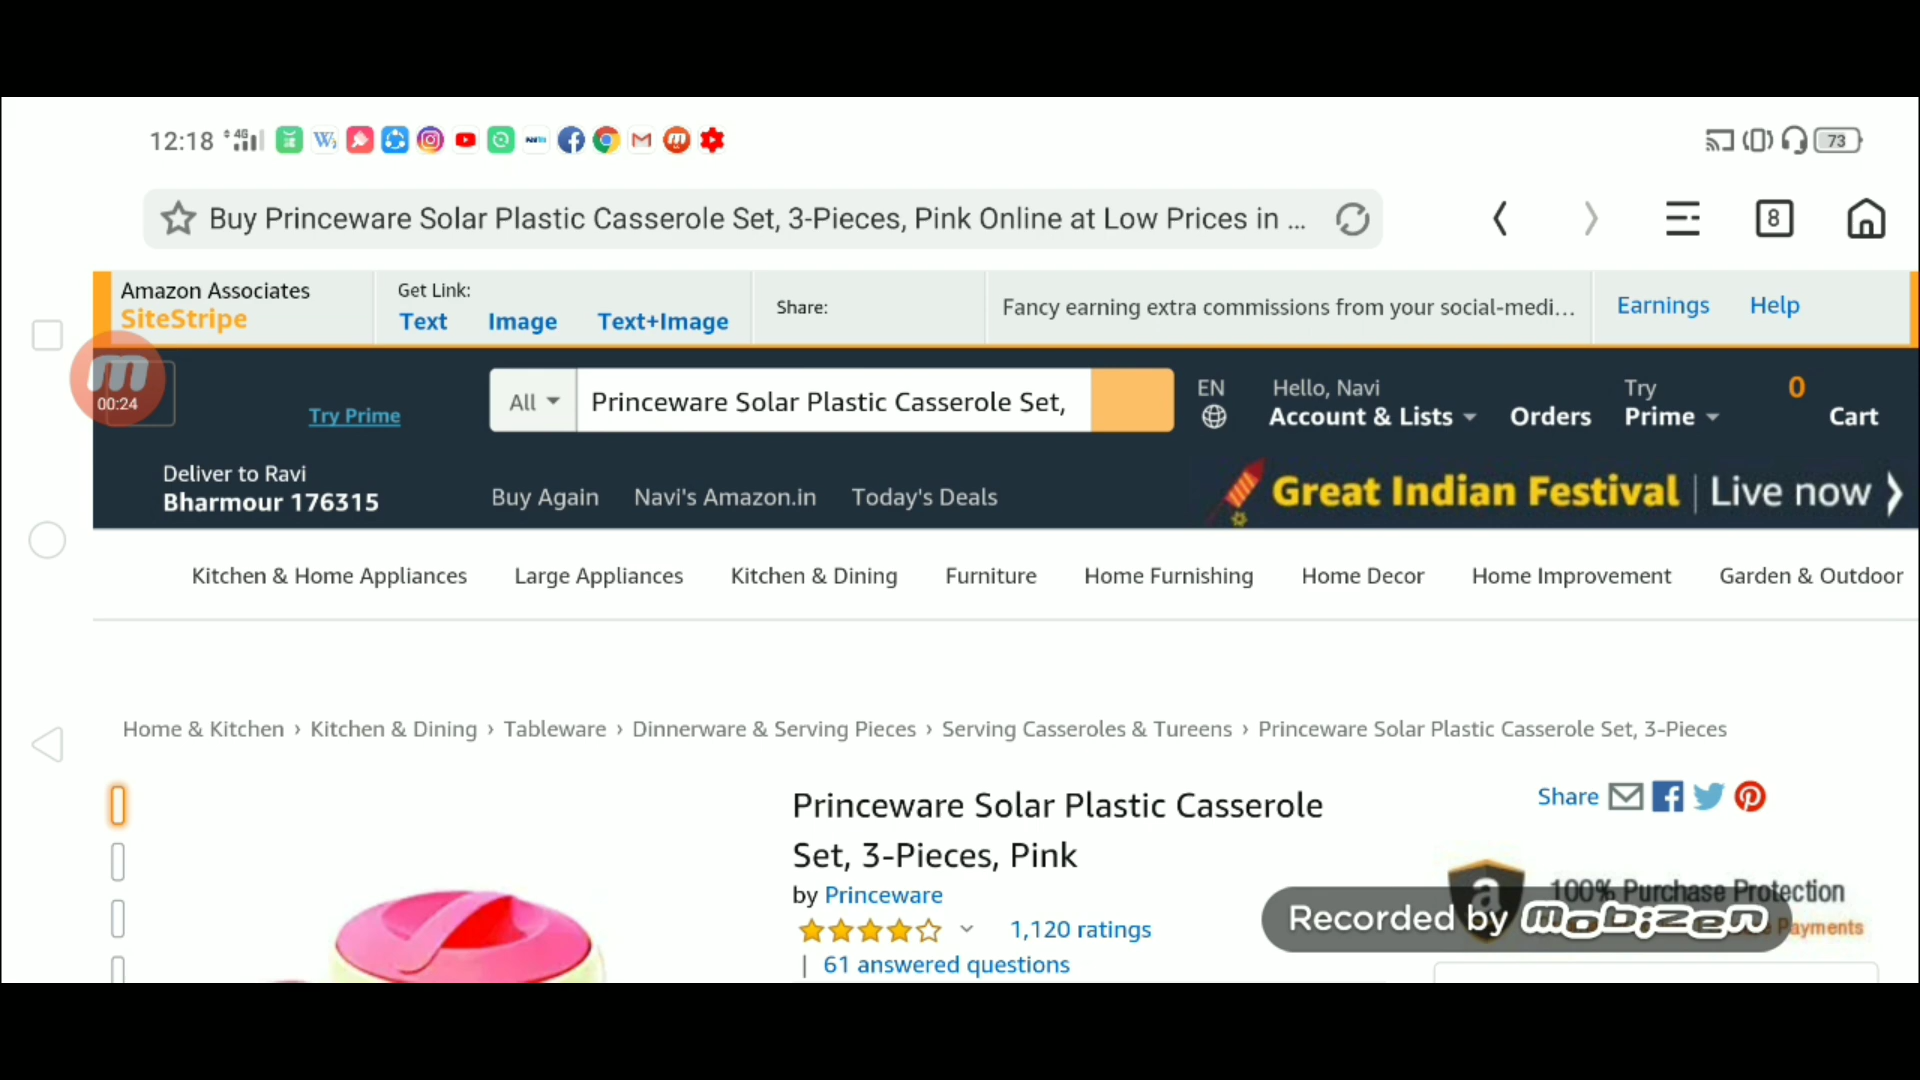 12:18 4G 73
Buy Princeware Solar Plastic Casserole Set, 3-Pieces, Pink Online at Low Prices in ... 8
Amazon Associates
SiteStripe
Get Link:
Text Image Text+Image
Share:
Fancy earning extra commissions from your social-medi...
Earnings Help
00:24
Try Prime
All Princeware Solar Plastic Casserole Set,
EN
Hello, Navi
Account & Lists
Orders
Try
Prime
0
Cart
Deliver to Ravi
Bharmour 176315
Buy Again Navi's Amazon.in Today's Deals
Great Indian Festival | Live now
Kitchen & Home Appliances Large Appliances Kitchen & Dining Furniture Home Furnishing Home Decor Home Improvement Garden & Outdoor
Home & Kitchen › Kitchen & Dining › Tableware › Dinnerware & Serving Pieces › Serving Casseroles & Tureens › Princeware Solar Plastic Casserole Set, 3-Pieces
Princeware Solar Plastic Casserole
Set, 3-Pieces, Pink
by Princeware
1,120 ratings
| 61 answered questions
Share
100% Purchase Protection
Payments
Recorded by mobizen